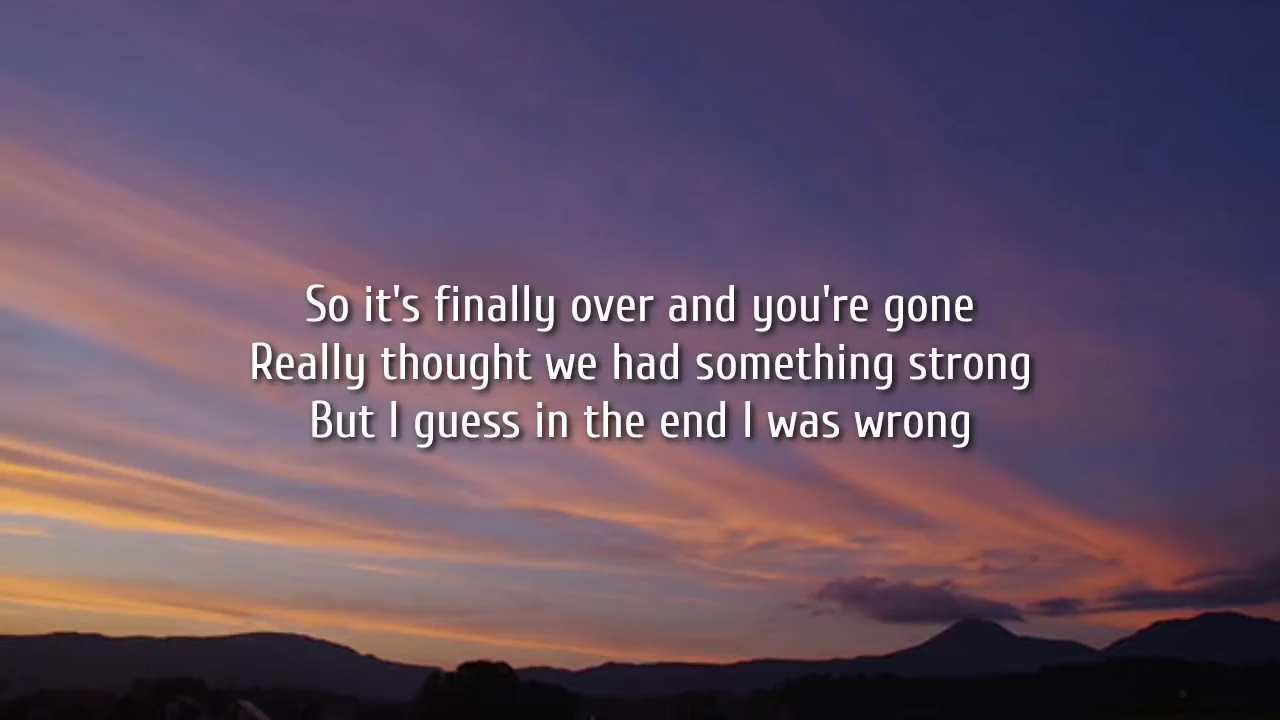 So it's finally over and you're gone
Really thought we had something strong
But I guess in the end I was wrong